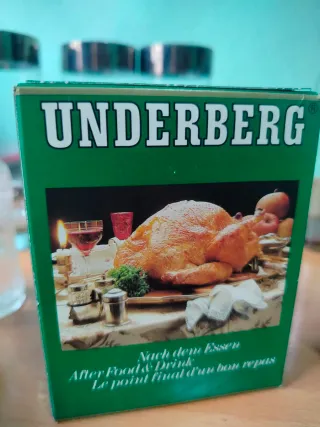 UNDERBERG
®
Nach dem Essen
After Food & Drink
Le point final d'un bon repas